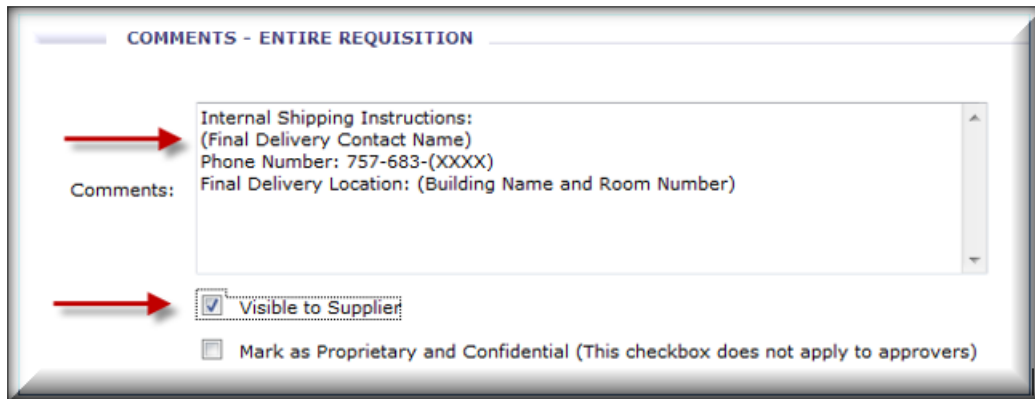 COMMENTS - ENTIRE REQUISITION
Comments:
Internal Shipping Instructions:
(Final Delivery Contact Name)
Phone Number: 757-683-(XXXX)
Final Delivery Location: (Building Name and Room Number)
Visible to Supplier
Mark as Proprietary and Confidential (This checkbox does not apply to approvers)